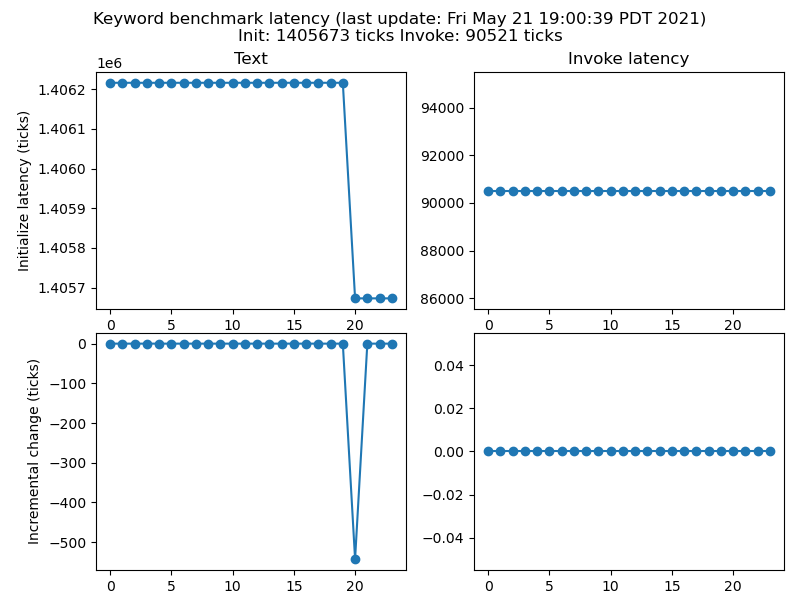 Keyword benchmark latency (last update: Fri May 21 19:00:39 PDT 2021)
Init: 1405673 ticks Invoke: 90521 ticks
Text
1e6
Initialize latency (ticks)
1.4062
1.4061
1.4060
1.4059
1.4058
1.4057
0 5 10 15 20
Invoke latency
94000
92000
90000
88000
86000
0 5 10 15 20
Incremental change (ticks)
0
−100
−200
−300
−400
−500
0 5 10 15 20
0.04
0.02
0.00
−0.02
−0.04
0 5 10 15 20